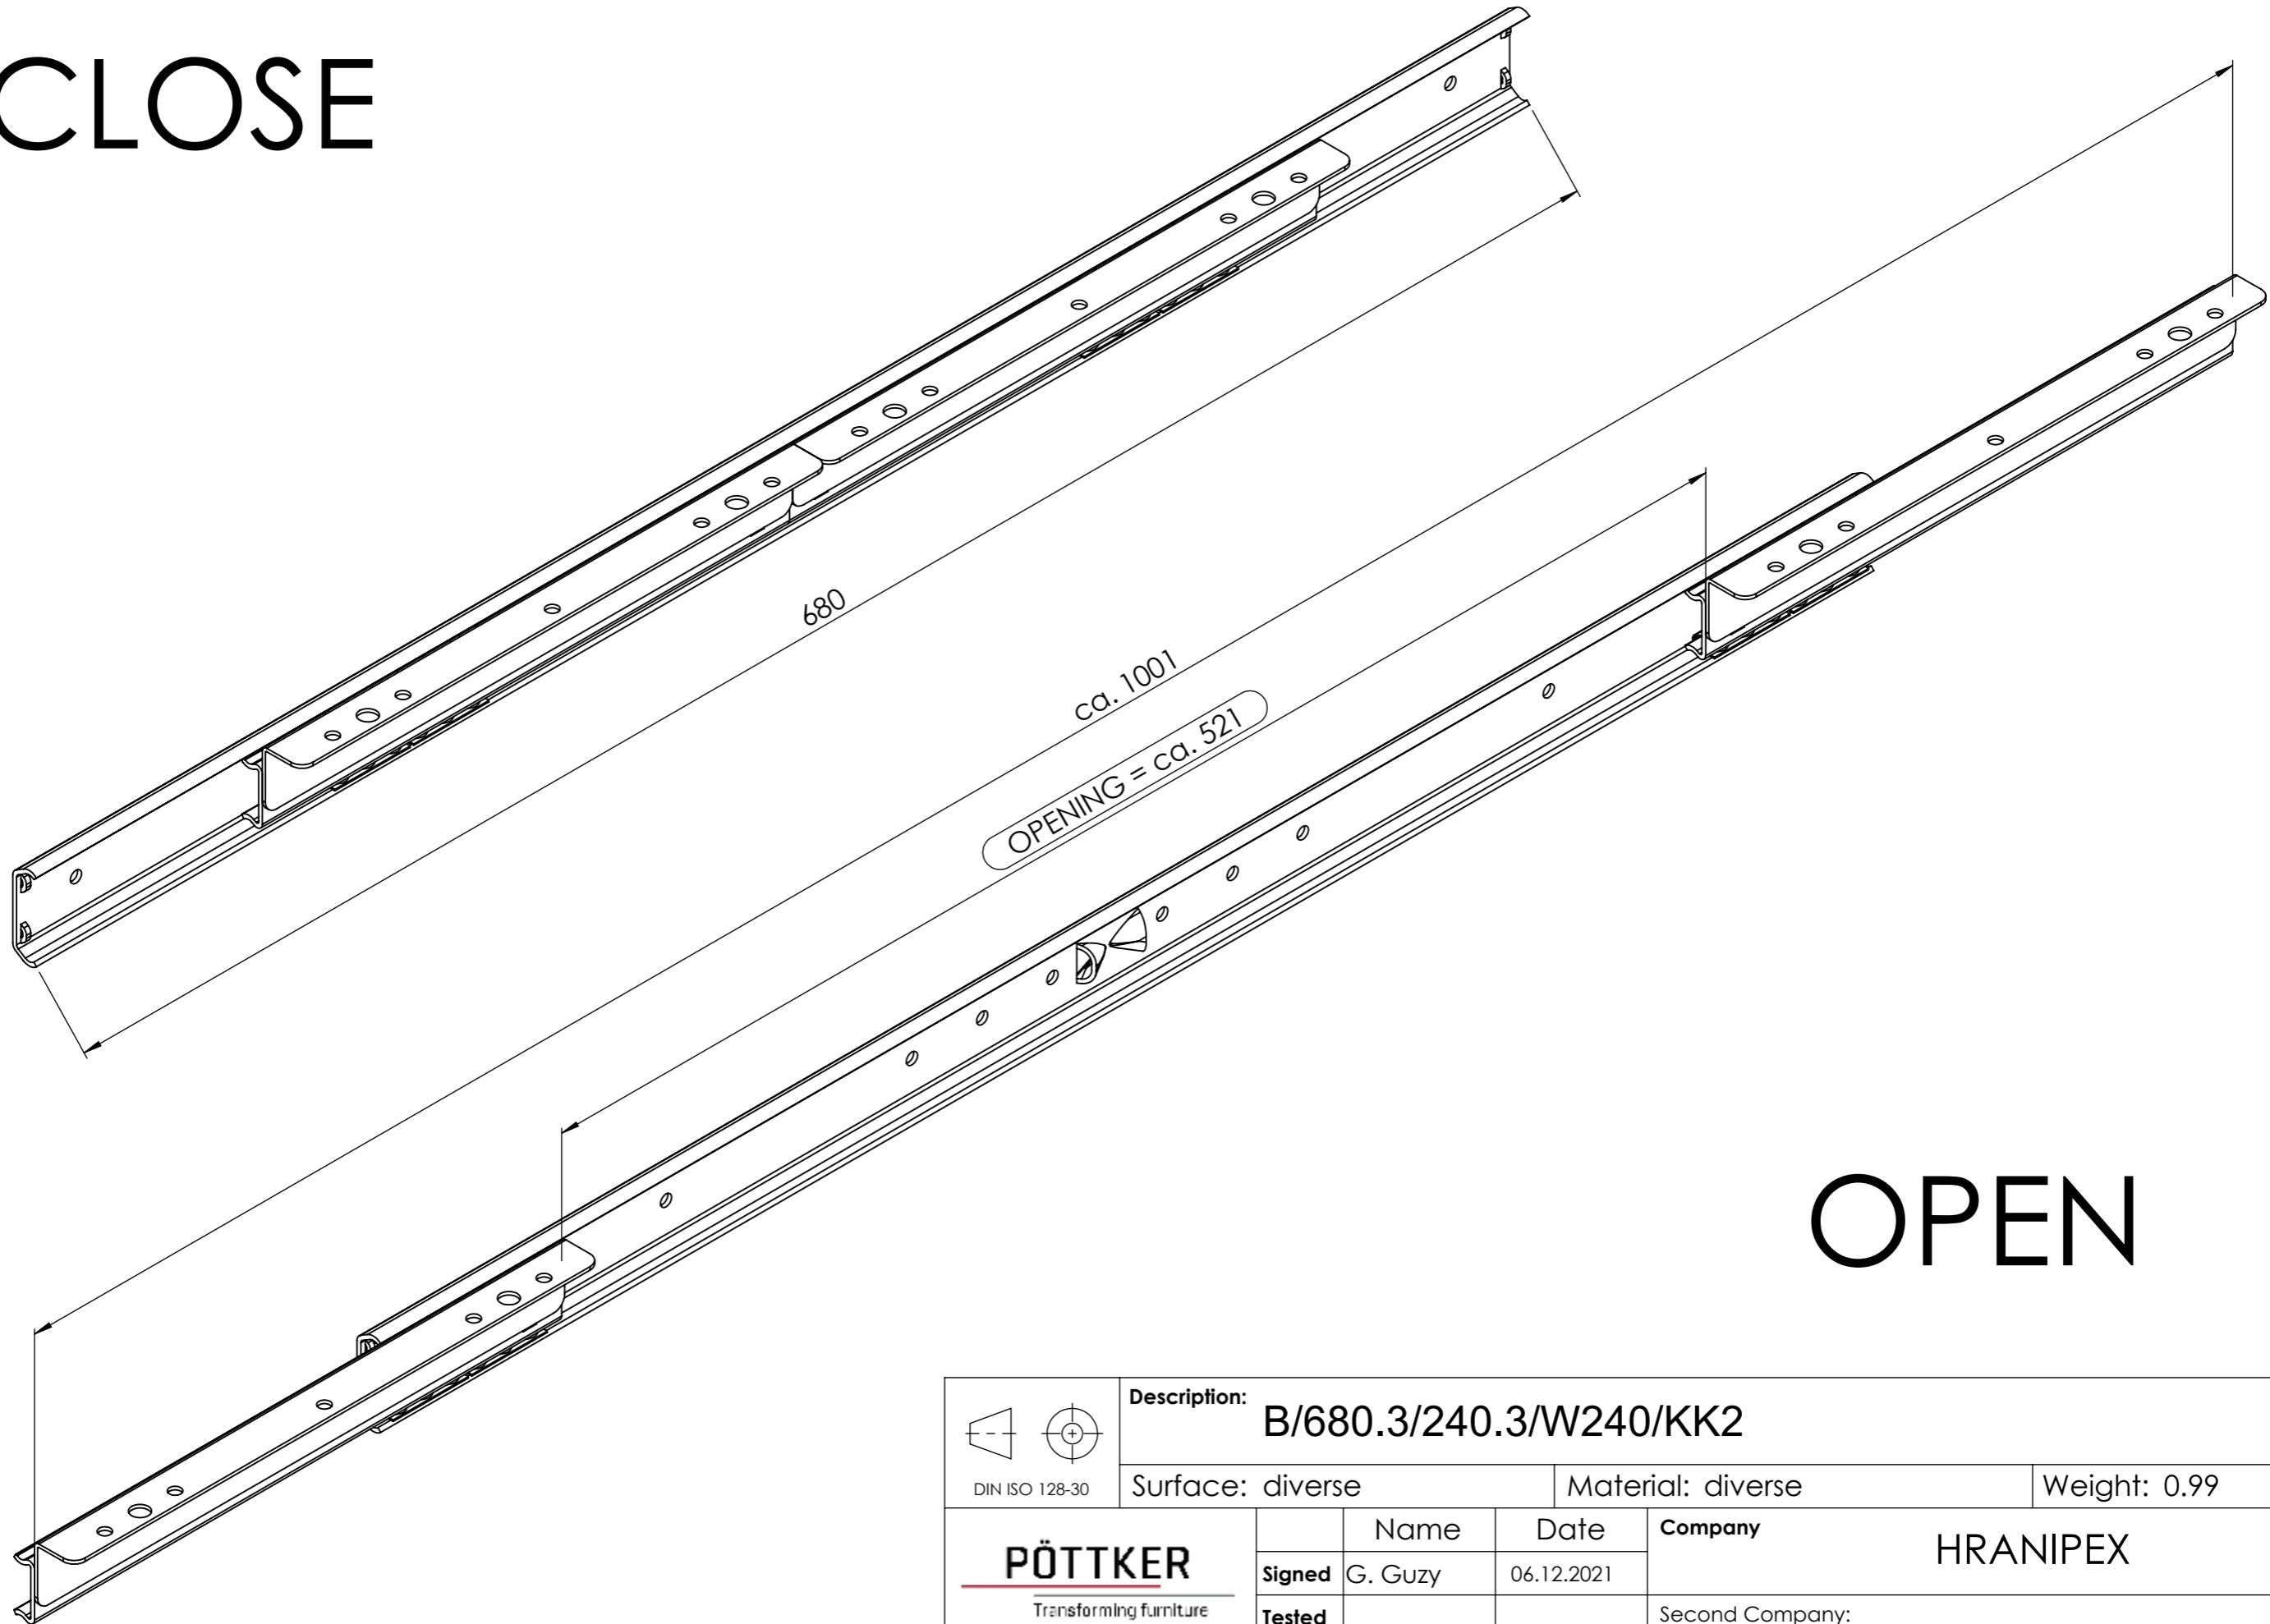 CLOSE
680
ca. 1001
OPENING = ca. 521
OPEN
Description: B/680.3/240.3/W240/KK2
DIN ISO 128-30
Surface: diverse Material: diverse Weight: 0.99
PÖTTKER
Transforming furniture
Name Date Company HRANIPEX
Signed G. Guzy 06.12.2021
Tested Second Company: